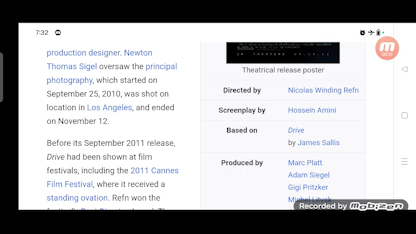 7:32
production designer. Newton
Thomas Sigel oversaw the principal
photography, which started on
September 25, 2010, was shot on
location in Los Angeles, and ended
on November 12.
Before its September 2011 release,
Drive had been shown at film
festivals, including the 2011 Cannes
Film Festival, where it received a
standing ovation. Refn won the
Theatrical release poster
Directed by Nicolas Winding Refn
Screenplay by Hossein Amini
Based on Drive
by James Sallis
Produced by Marc Platt
Adam Siegel
Gigi Pritzker
Michel Litvak
Recorded by Mobizen